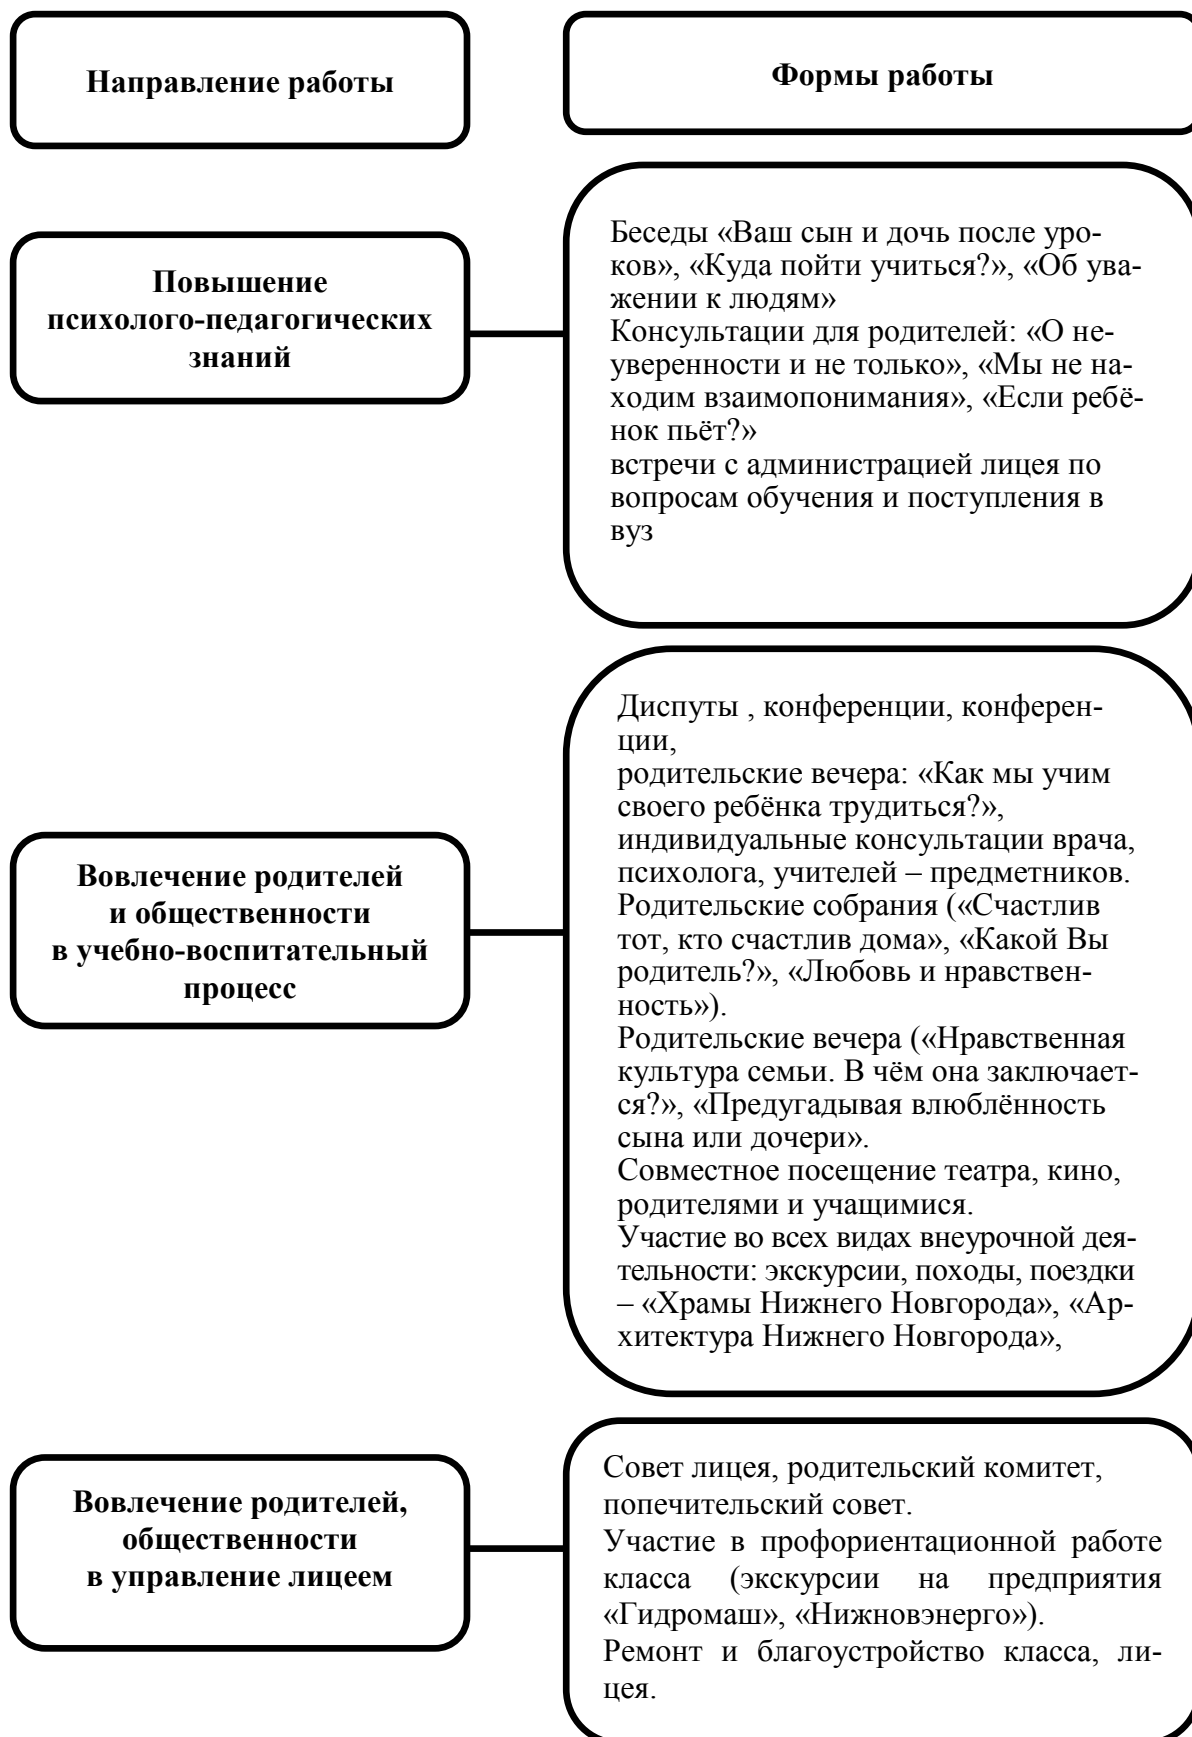 Направление работы
Формы работы
Повышение
психолого-педагогических
знаний
Беседы «Ваш сын и дочь после уро-
ков», «Куда пойти учиться?», «Об ува-
жении к людям»
Консультации для родителей: «О не-
уверенности и не только», «Мы не на-
ходим взаимопонимания», «Если ребё-
нок пьёт?»
встречи с администрацией лицея по
вопросам обучения и поступления в
вуз
Вовлечение родителей
и общественности
в учебно-воспитательный
процесс
Диспуты , конференции, конферен-
ции,
родительские вечера: «Как мы учим
своего ребёнка трудиться?»,
индивидуальные консультации врача,
психолога, учителей – предметников.
Родительские собрания («Счастлив
тот, кто счастлив дома», «Какой Вы
родитель?», «Любовь и нравствен-
ность»).
Родительские вечера («Нравственная
культура семьи. В чём она заключает-
ся?», «Предугадывая влюблённость
сына или дочери».
Совместное посещение театра, кино,
родителями и учащимися.
Участие во всех видах внеурочной дея-
тельности: экскурсии, походы, поездки
– «Храмы Нижнего Новгорода», «Ар-
хитектура Нижнего Новгорода»,
Вовлечение родителей,
общественности
в управление лицеем
Совет лицея, родительский комитет,
попечительский совет.
Участие в профориентационной работе
класса (экскурсии на предприятия
«Гидромаш», «Нижновэнерго»).
Ремонт и благоустройство класса, ли-
цея.